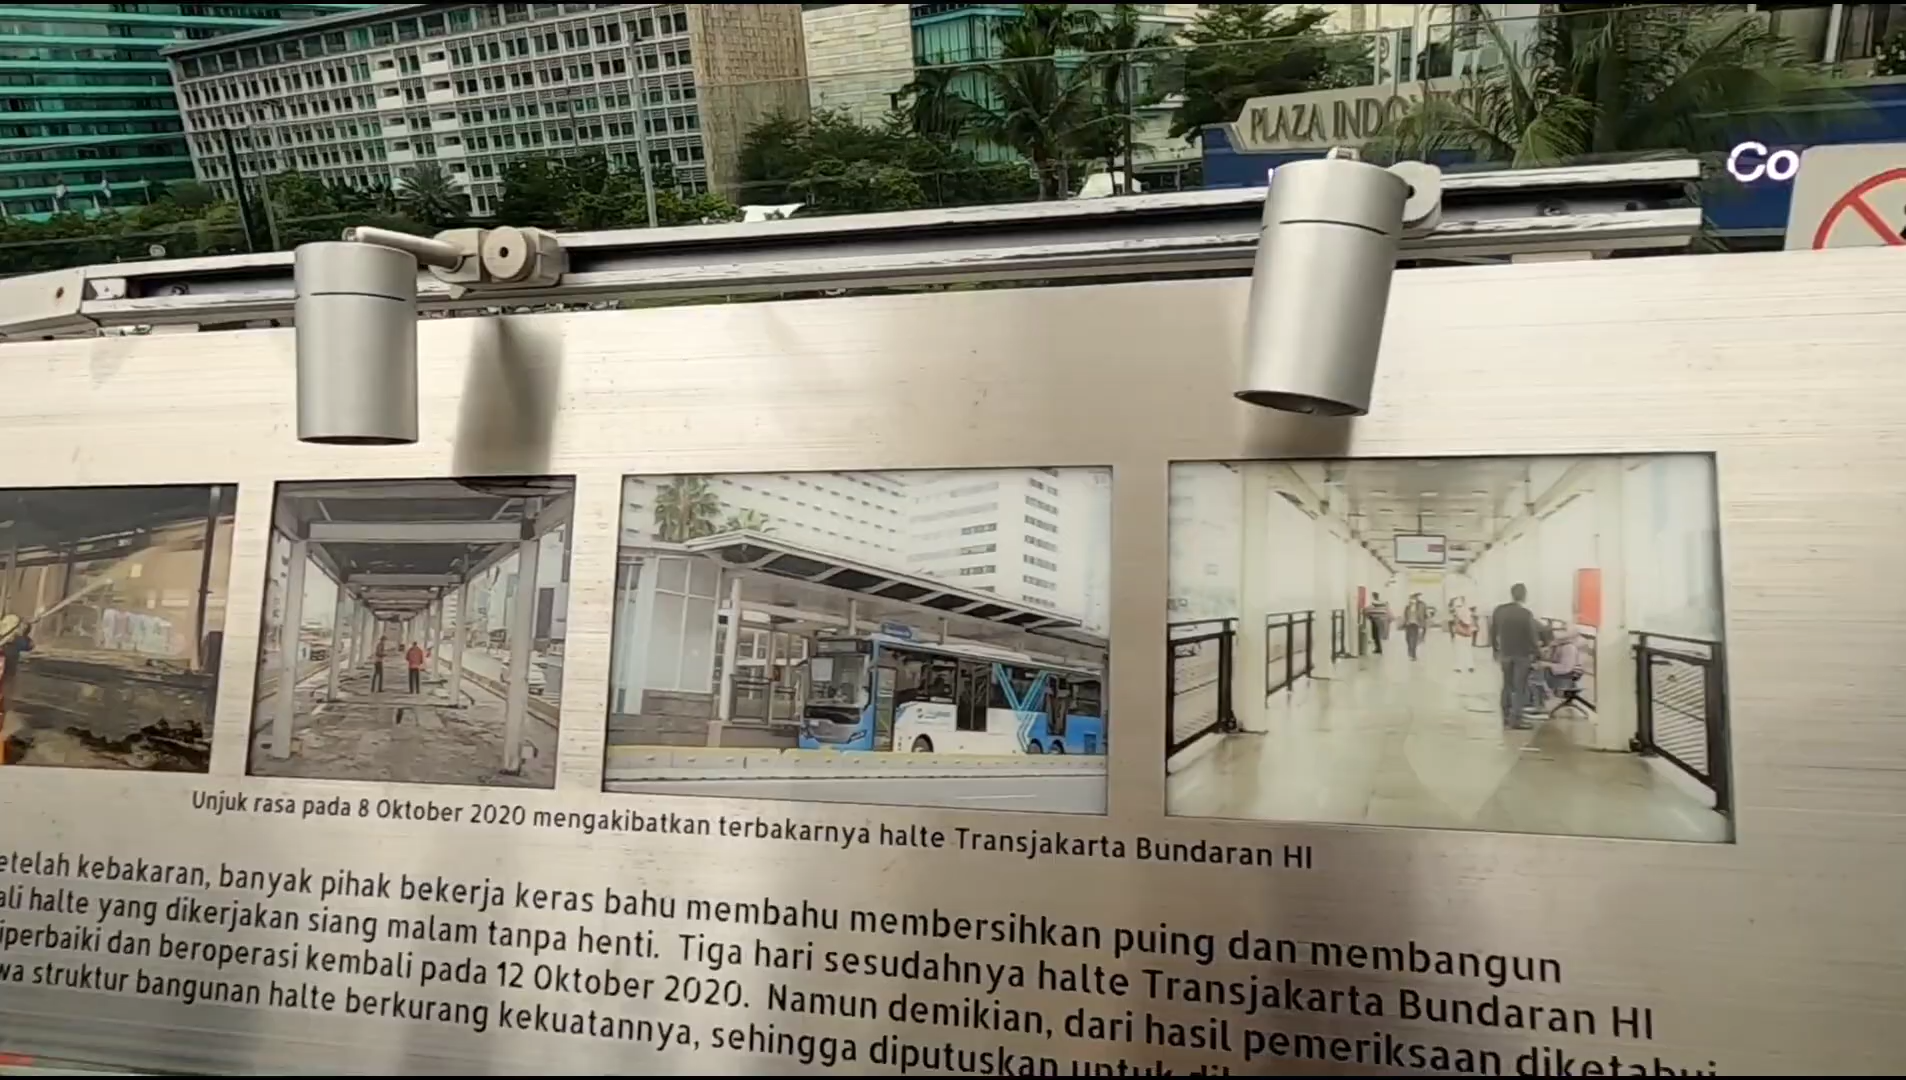 PLAZA INDONESIA
Co
Unjuk rasa pada 8 Oktober 2020 mengakibatkan terbakarnya halte Transjakarta Bundaran HI
etelah kebakaran, banyak pihak bekerja keras bahu membahu membersihkan puing dan membangun
ali halte yang dikerjakan siang malam tanpa henti. Tiga hari sesudahnya halte Transjakarta Bundaran HI
iperbaiki dan beroperasi kembali pada 12 Oktober 2020. Namun demikian, dari hasil pemeriksaan diketahui
wa struktur bangunan halte berkurang kekuatannya, sehingga diputuskan untuk